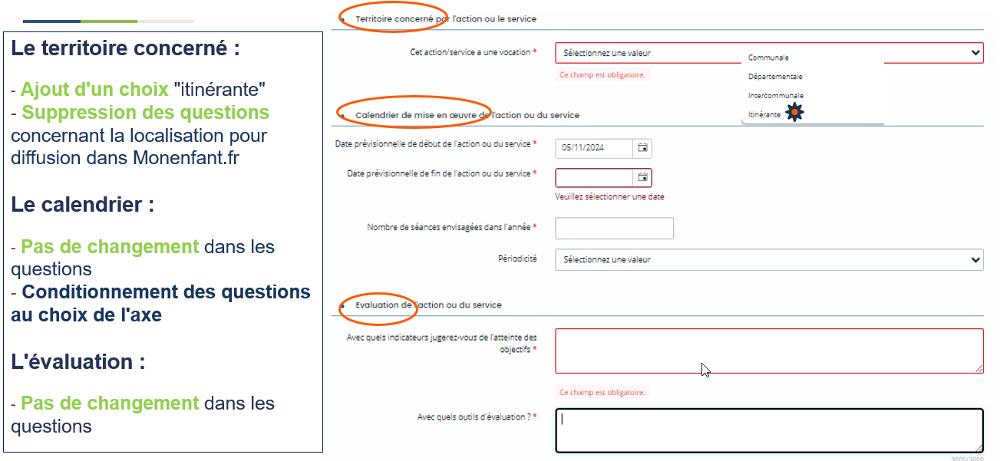 Le territoire concerné :
- Ajout d'un choix "itinérante"
- Suppression des questions
concernant la localisation pour
diffusion dans Monenfant.fr
Le calendrier :
- Pas de changement dans les
questions
- Conditionnement des questions
au choix de l'axe
L'évaluation :
- Pas de changement dans les
questions
Territoire concerné par l'action ou le service
Cet action/service a une vocation *
Sélectionnez une valeur
Communale
Départementale
Intercommunale
Itinérante
Ce champ est obligatoire.
Calendrier de mise en œuvre de l'action ou du service
Date prévisionnelle de début de l'action ou du service *
05/11/2024
Date prévisionnelle de fin de l'action ou du service *
Veuillez sélectionner une date
Nombre de séances envisagées dans l'année *
Périodicité
Sélectionnez une valeur
Evaluation de l'action ou du service
Avec quels indicateurs jugerez-vous de l'atteinte des
objectifs *
Ce champ est obligatoire.
Avec quels outils d'évaluation ? *
3000/3000